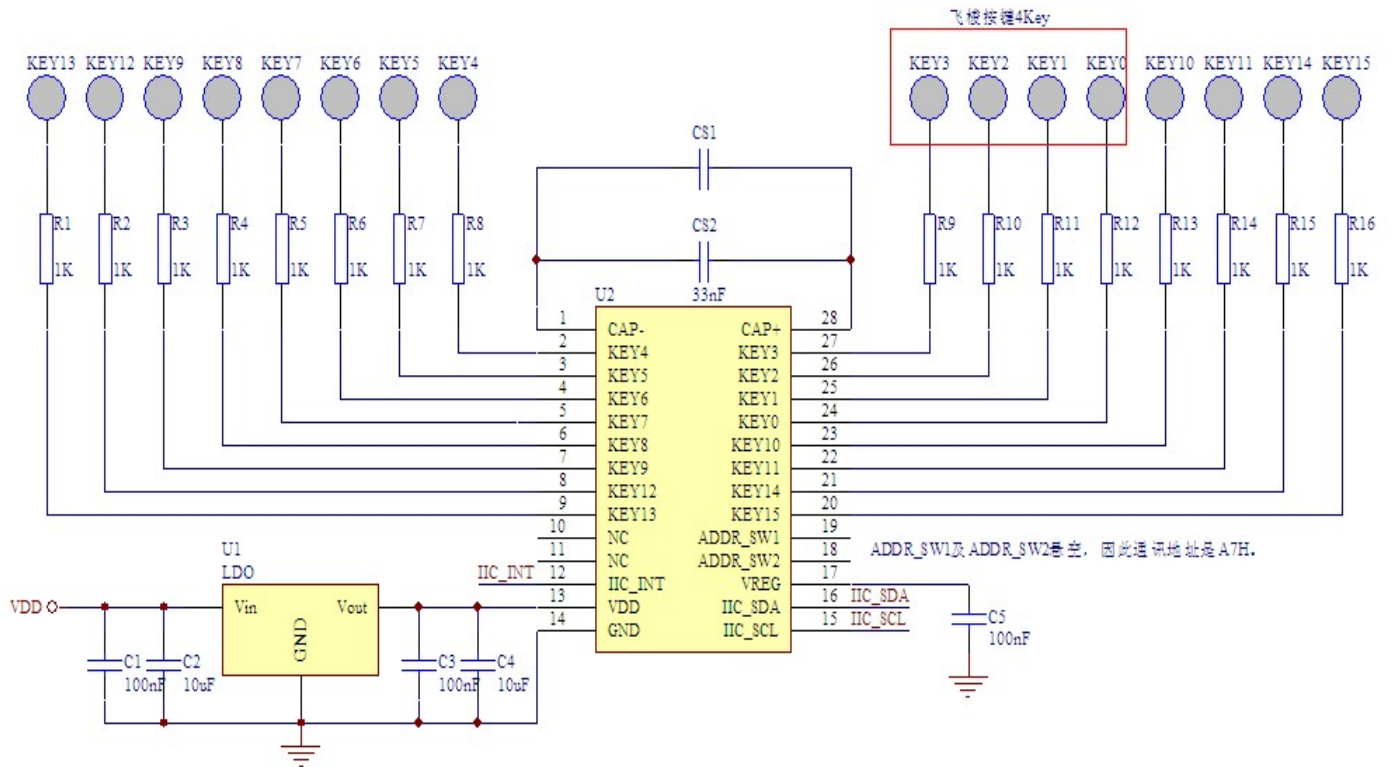 飞梭按键4Key
KEY13 KEY12 KEY9 KEY8 KEY7 KEY6 KEY5 KEY4
KEY3 KEY2 KEY1 KEY0 KEY10 KEY11 KEY14 KEY15
CS1
R1 R2 R3 R4 R5 R6 R7 R8
CS2
R9 R10 R11 R12 R13 R14 R15 R16
1K 1K 1K 1K 1K 1K 1K 1K
33nF
1K 1K 1K 1K 1K 1K 1K 1K
U2
1 CAP- CAP+ 28
2 KEY4 KEY3 27
3 KEY5 KEY2 26
4 KEY6 KEY1 25
5 KEY7 KEY0 24
6 KEY8 KEY10 23
7 KEY9 KEY11 22
8 KEY12 KEY14 21
9 KEY13 KEY15 20
10 NC ADDR_SW1 19
11 NC ADDR_SW2 18
IIC_INT 12 IIC_INT VREG 17
13 VDD IIC_SDA 16 IIC_SDA
14 GND IIC_SCL 15 IIC_SCL
ADDR_SW1及ADDR_SW2悬空，因此通讯地址是A7H.
U1
LDO
VDD
Vin Vout
GND
C1
100nF
C2
10uF
C3
100nF
C4
10uF
C5
100nF